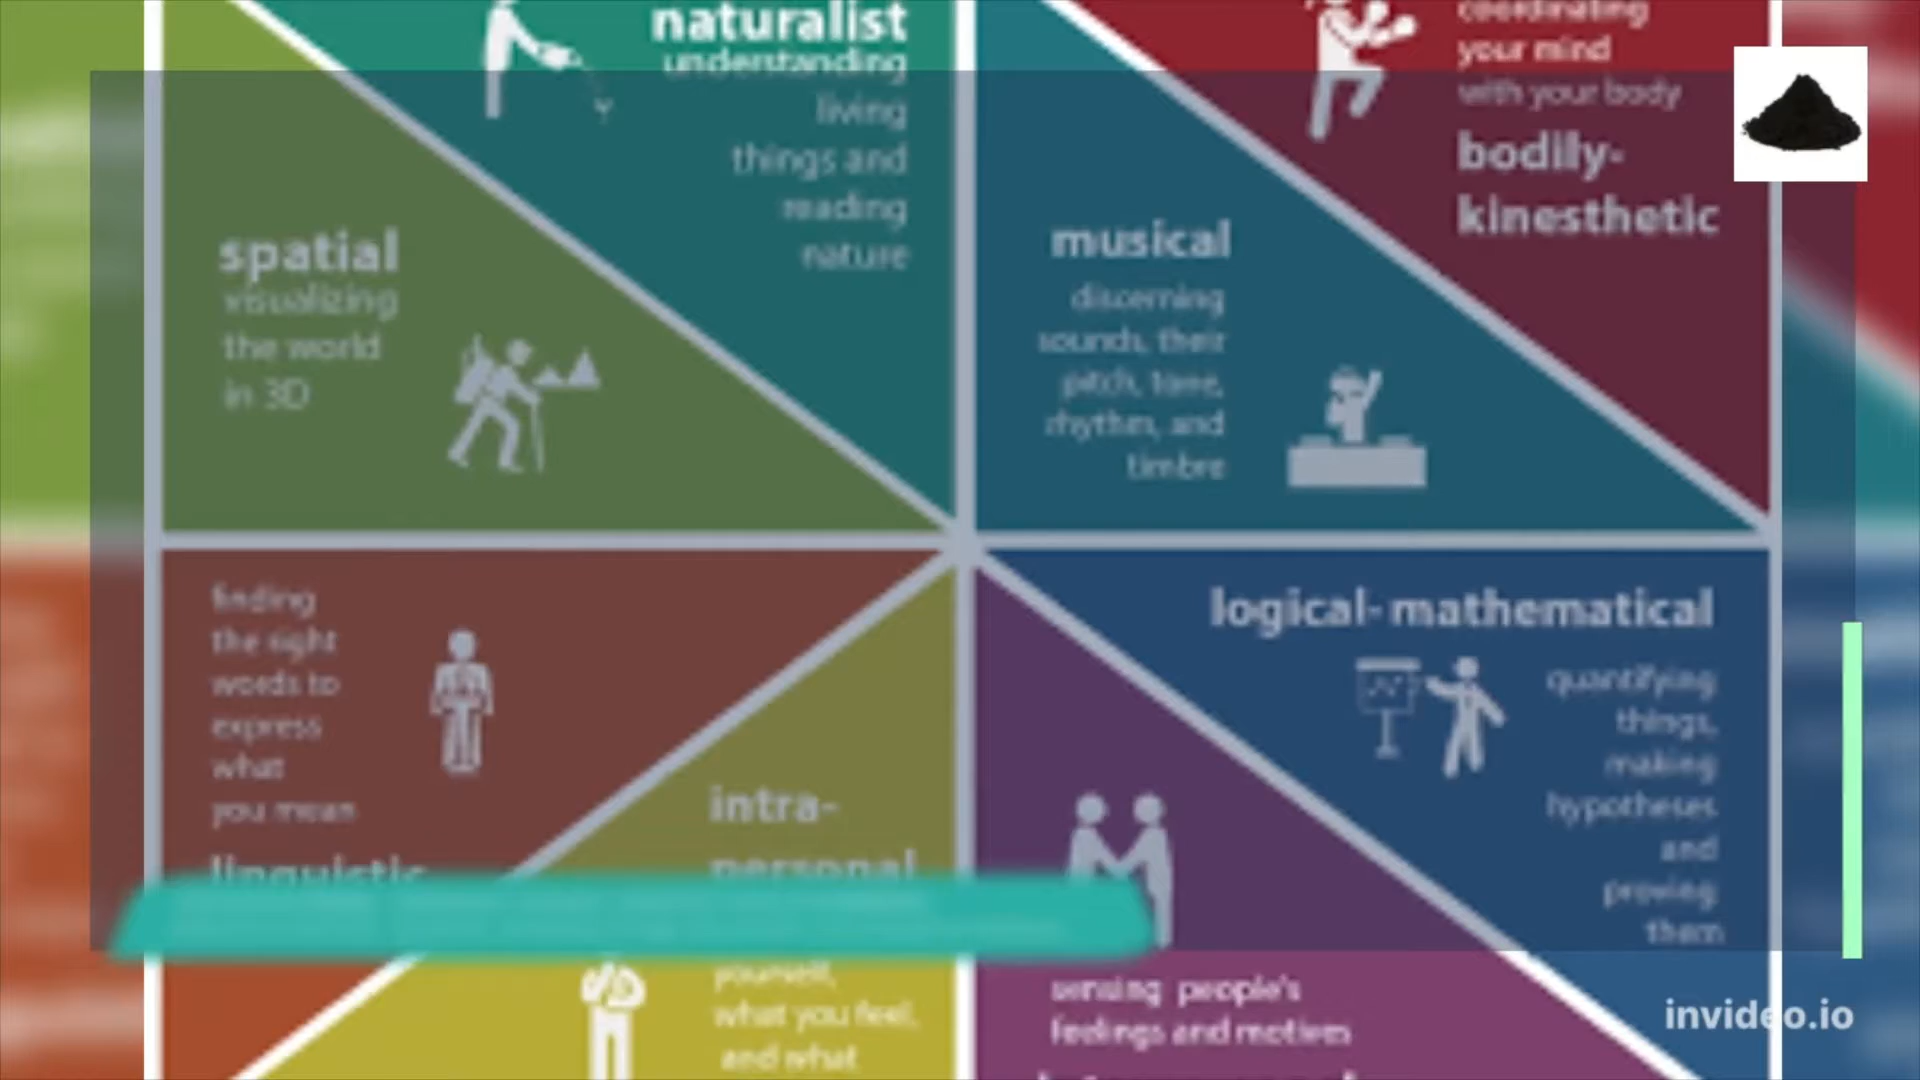 naturalist
understanding
living
things and
reading
nature
spatial
visualizing
the world
in 3D
coordinating
your mind
with your body
bodily-
kinesthetic
musical
discerning
sounds, their
pitch, tone,
rhythm, and
timbre
finding
the right
words to
express
what
you mean
linguistic
intra-
personal
yourself,
what you feel,
and what
logical-mathematical
quantifying
things,
making
hypotheses
and
proving
them
sensing people's
feelings and motives
invideo.io